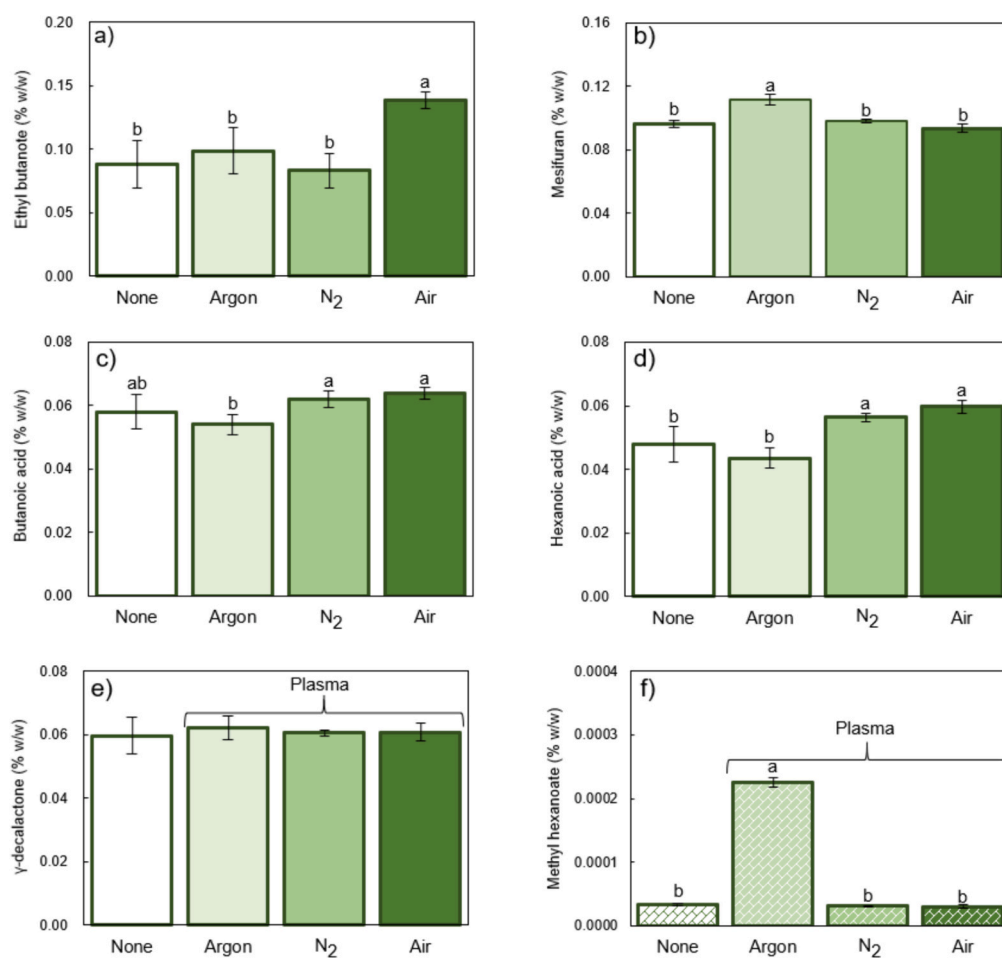 a)
Ethyl butanote (% w/w)
0.20
0.15
0.10
0.05
0.00
b
b
b
a
None Argon N2 Air
b)
Mesifuran (% w/w)
0.16
0.12
0.08
0.04
0.00
b
a
b
b
None Argon N2 Air
c)
Butanoic acid (% w/w)
0.08
0.06
0.04
0.02
0.00
ab
b
a
a
None Argon N2 Air
d)
Hexanoic acid (% w/w)
0.08
0.06
0.04
0.02
0.00
b
b
a
a
None Argon N2 Air
e)
Plasma
γ-decalactone (% w/w)
0.08
0.06
0.04
0.02
0.00
None Argon N2 Air
f)
Plasma
Methyl hexanoate (% w/w)
0.0004
0.0003
0.0002
0.0001
0.0000
b
a
b
b
None Argon N2 Air